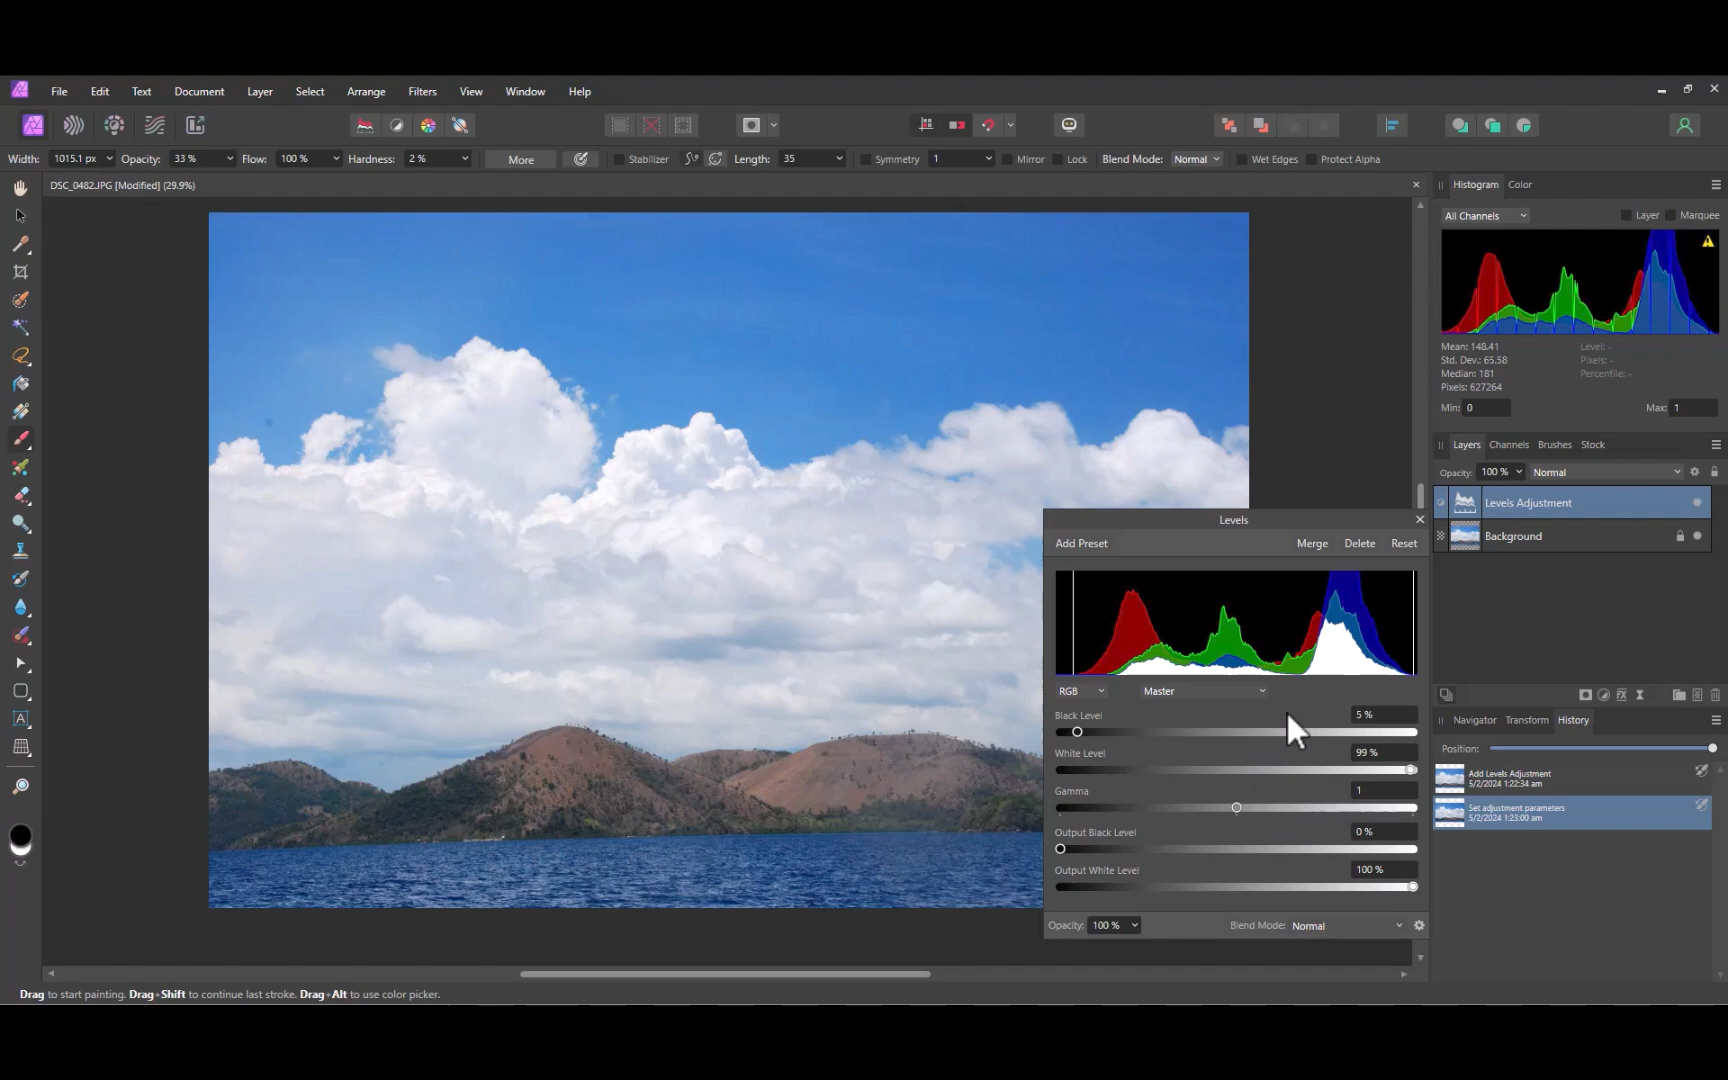 File Edit Text Document Layer Select Arrange Filters View Window Help
Width: 1015.1 px Opacity: 33 % Flow: 100 % Hardness: 2 % More Stabilizer Length: 35 Symmetry 1 Mirror Lock Blend Mode: Normal Wet Edges Protect Alpha
DSC_0482.JPG [Modified] (29.9%)
Histogram Color
All Channels Layer Marquee
Mean: 148.41 Level: -
Std. Dev.: 65.58 Pixels: -
Median: 181 Percentile: -
Pixels: 627264
Min: 0 Max: 1
Layers Channels Brushes Stock
Opacity: 100 % Normal
Levels Adjustment
Background
Levels
Add Preset Merge Delete Reset
RGB Master
Black Level 5 %
White Level 99 %
Gamma 1
Output Black Level 0 %
Output White Level 100 %
Opacity: 100 % Blend Mode: Normal
Navigator Transform History
Position:
Add Levels Adjustment
5/2/2024 1:22:34 am
Set adjustment parameters
5/2/2024 1:23:00 am
Drag to start painting. Drag+Shift to continue last stroke. Drag+Alt to use color picker.